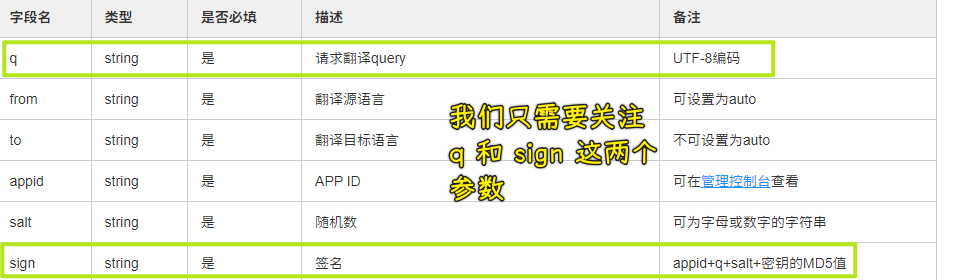 字段名 类型 是否必填 描述 备注
q string 是 请求翻译query UTF-8编码
from string 是 翻译源语言 可设置为auto
to string 是 翻译目标语言 不可设置为auto
appid string 是 APP ID 可在管理控制台查看
salt string 是 随机数 可为字母或数字的字符串
sign string 是 签名 appid+q+salt+密钥的MD5值
我们只需要关注
q 和 sign 这两个
参数